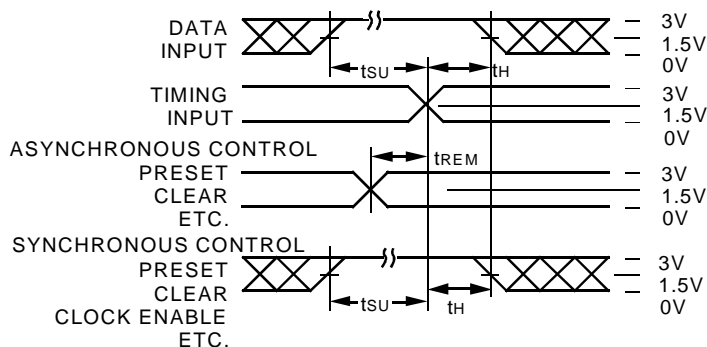 DATA
INPUT
3V
1.5V
0V
tSU
tH
TIMING
INPUT
3V
1.5V
0V
ASYNCHRONOUS CONTROL
tREM
PRESET
CLEAR
ETC.
3V
1.5V
0V
SYNCHRONOUS CONTROL
PRESET
CLEAR
CLOCK ENABLE
ETC.
3V
1.5V
0V
tSU
tH